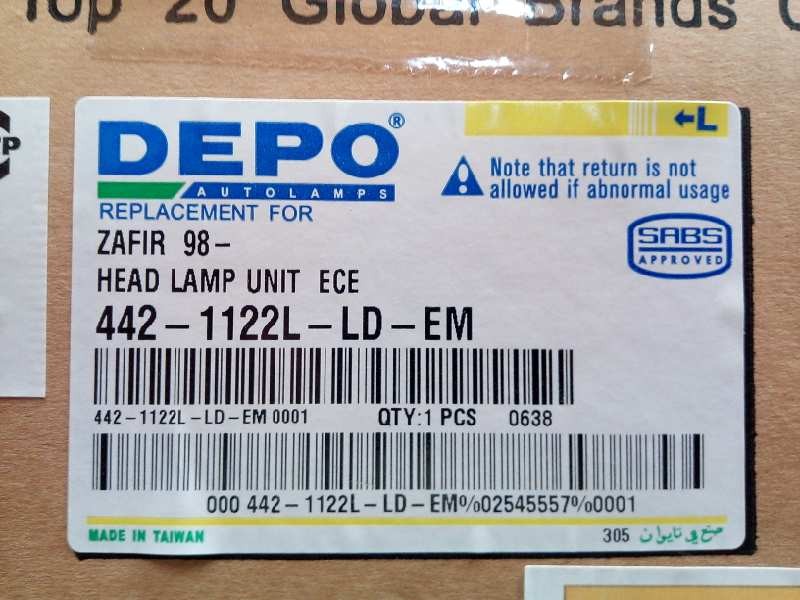 Top 20 Global Brands
←L
DEPO®
AUTOLAMPS
REPLACEMENT FOR
Note that return is not
allowed if abnormal usage
ZAFIR 98-
SABS
APPROVED
HEAD LAMP UNIT ECE
442-1122L-LD-EM
442-1122L-LD-EM 0001 QTY:1 PCS 0638
000 442-1122L-LD-EM%02545557%0001
MADE IN TAIWAN 305 صنع في تايوان